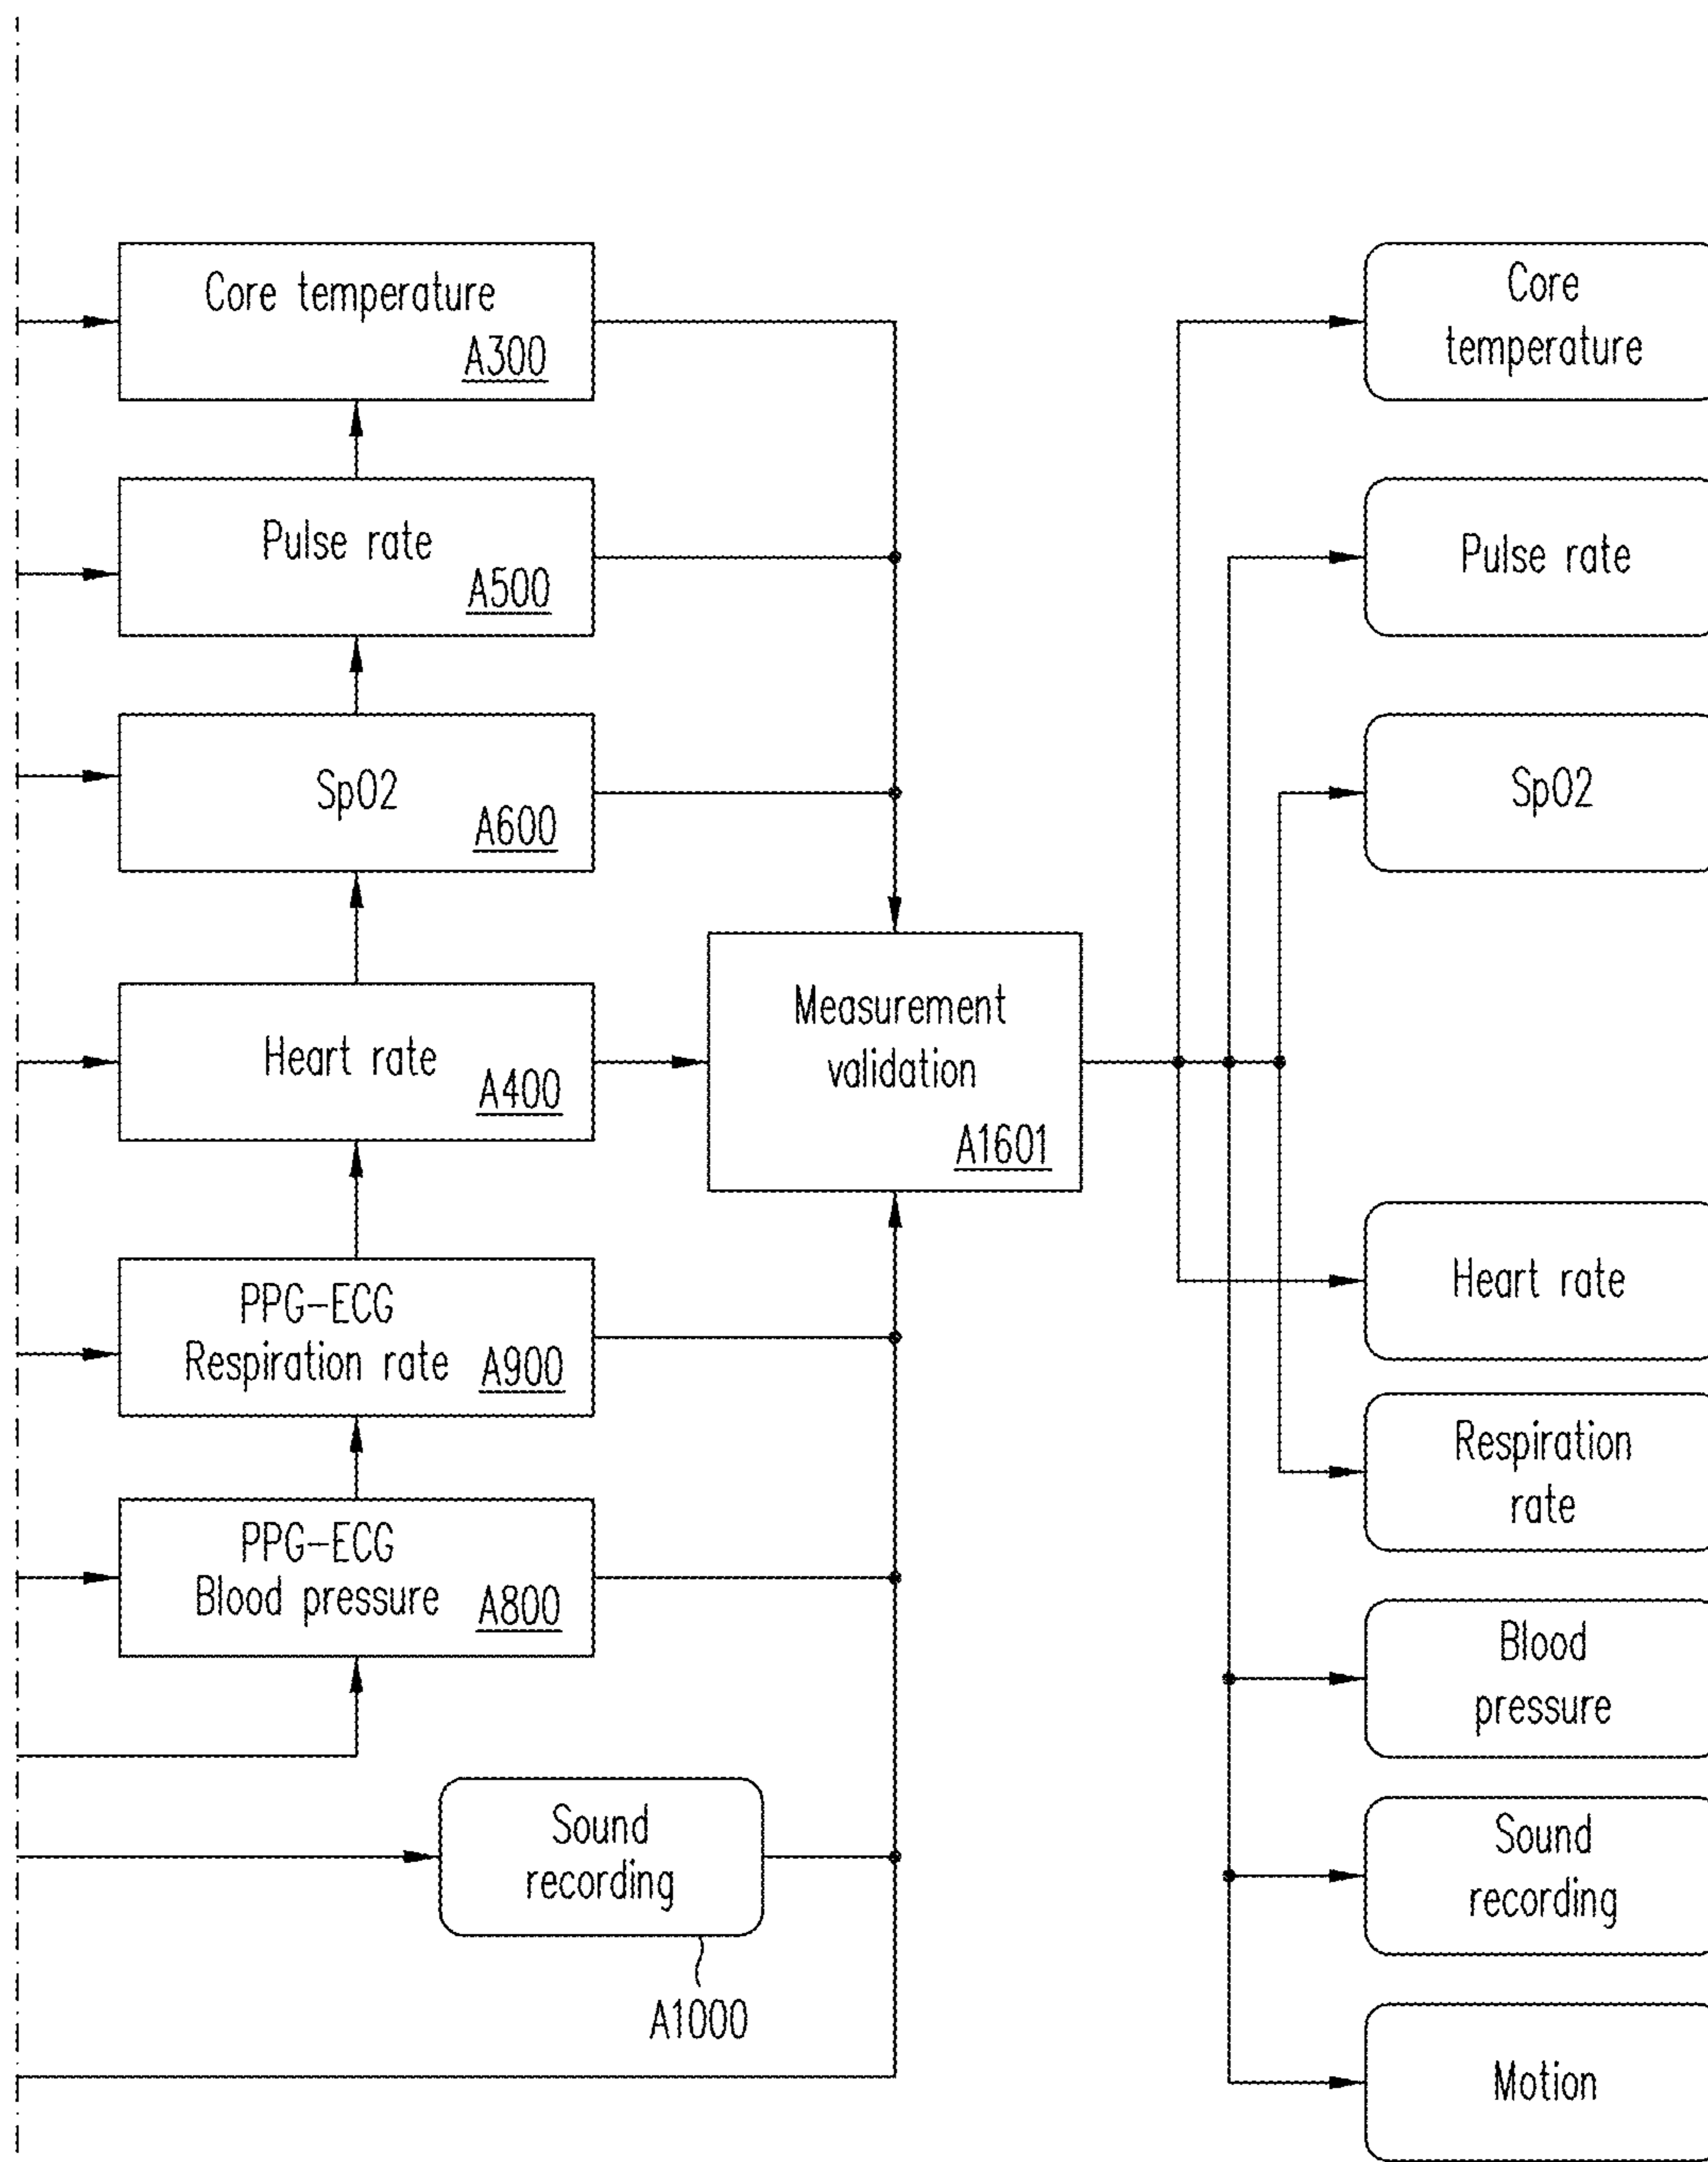 Core temperature
A300
Pulse rate
A500
SpO2
A600
Heart rate
A400
PPG-ECG
Respiration rate A900
PPG-ECG
Blood pressure A800
Sound
recording
A1000
Measurement
validation
A1601
Core
temperature
Pulse rate
SpO2
Heart rate
Respiration
rate
Blood
pressure
Sound
recording
Motion